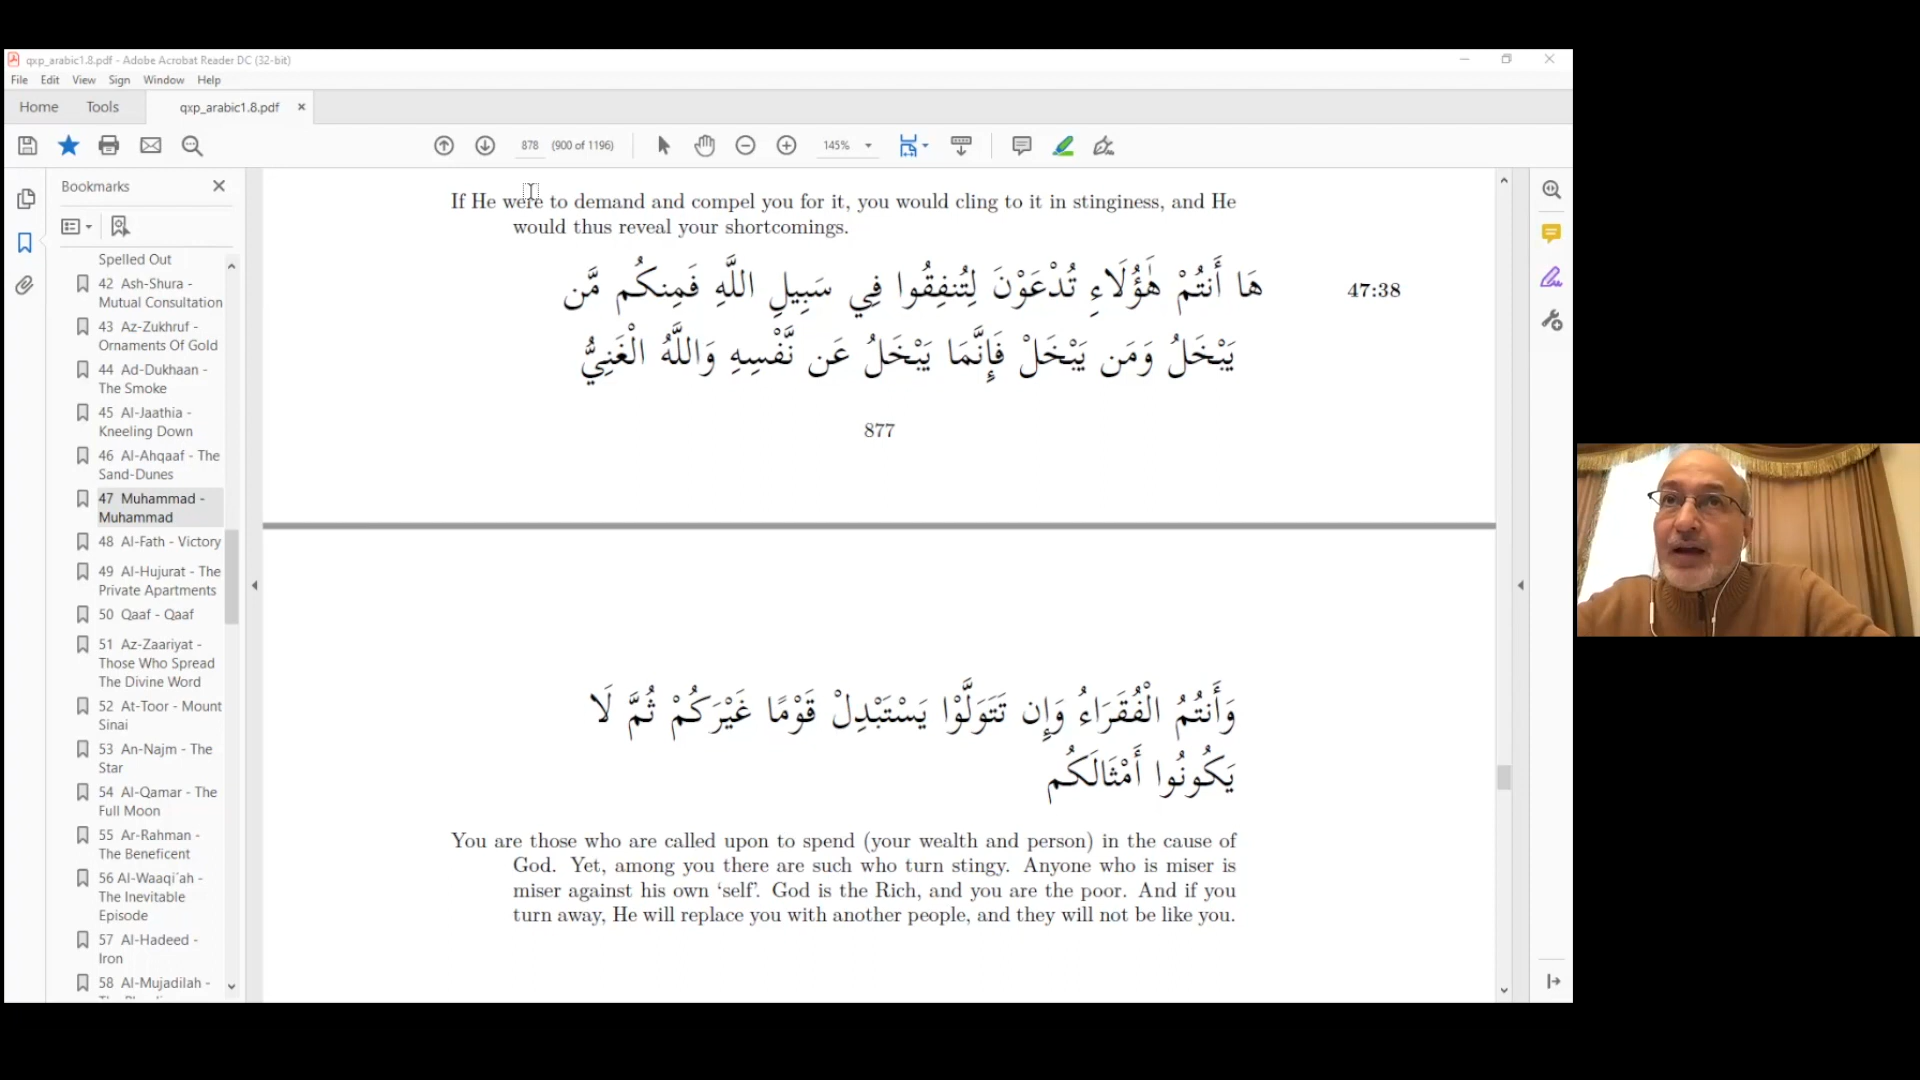 qxp_arabic1.8.pdf - Adobe Acrobat Reader DC (32-bit)
File Edit View Sign Window Help
Home Tools qxp_arabic1.8.pdf ×
878 (900 of 1196) 145%
Bookmarks
Spelled Out
42 Ash-Shura -
Mutual Consultation
43 Az-Zukhruf -
Ornaments Of Gold
44 Ad-Dukhaan -
The Smoke
45 Al-Jaathia -
Kneeling Down
46 Al-Ahqaaf - The
Sand-Dunes
47 Muhammad -
Muhammad
48 Al-Fath - Victory
49 Al-Hujurat - The
Private Apartments
50 Qaaf - Qaaf
51 Az-Zaariyat -
Those Who Spread
The Divine Word
52 At-Toor - Mount
Sinai
53 An-Najm - The
Star
54 Al-Qamar - The
Full Moon
55 Ar-Rahman -
The Beneficent
56 Al-Waaqi'ah -
The Inevitable
Episode
57 Al-Hadeed -
Iron
58 Al-Mujadilah -
If He were to demand and compel you for it, you would cling to it in stinginess, and He
would thus reveal your shortcomings.
هَا أَنتُمْ هَٰؤُلَاءِ تُدْعَوْنَ لِتُنفِقُوا فِي سَبِيلِ اللَّهِ فَمِنكُم مَّن
47:38
يَبْخَلُ وَمَن يَبْخَلْ فَإِنَّمَا يَبْخَلُ عَن نَّفْسِهِ وَاللَّهُ الْغَنِيُّ
877
وَأَنتُمُ الْفُقَرَاءُ وَإِن تَتَوَلَّوْا يَسْتَبْدِلْ قَوْمًا غَيْرَكُمْ ثُمَّ لَا
يَكُونُوا أَمْثَالَكُم
You are those who are called upon to spend (your wealth and person) in the cause of
God. Yet, among you there are such who turn stingy. Anyone who is miser is
miser against his own ‘self’. God is the Rich, and you are the poor. And if you
turn away, He will replace you with another people, and they will not be like you.